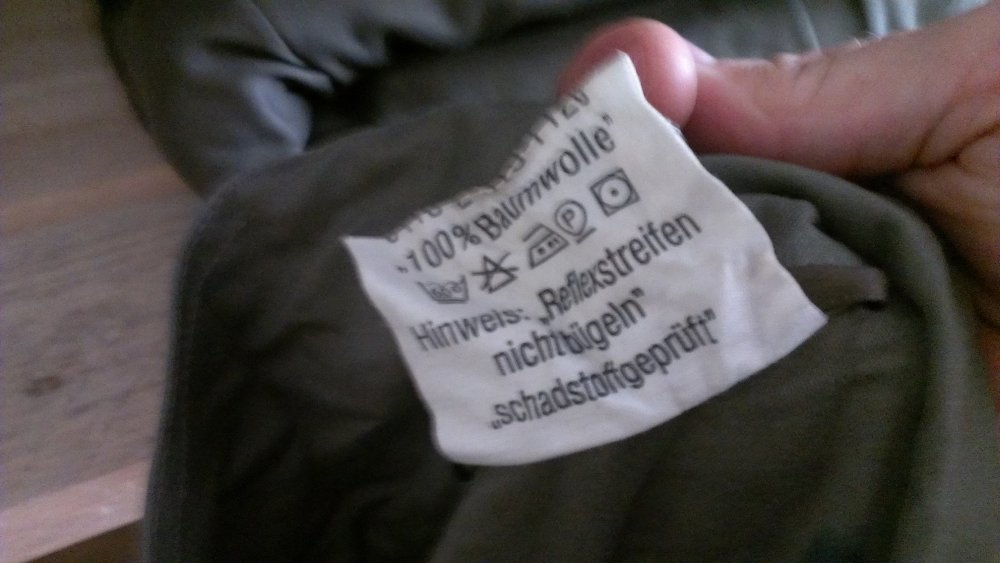 „100%Baumwolle”
P
Hinweis: „Reflexstreifen
nicht bügeln”
„schadstoffgeprüft”